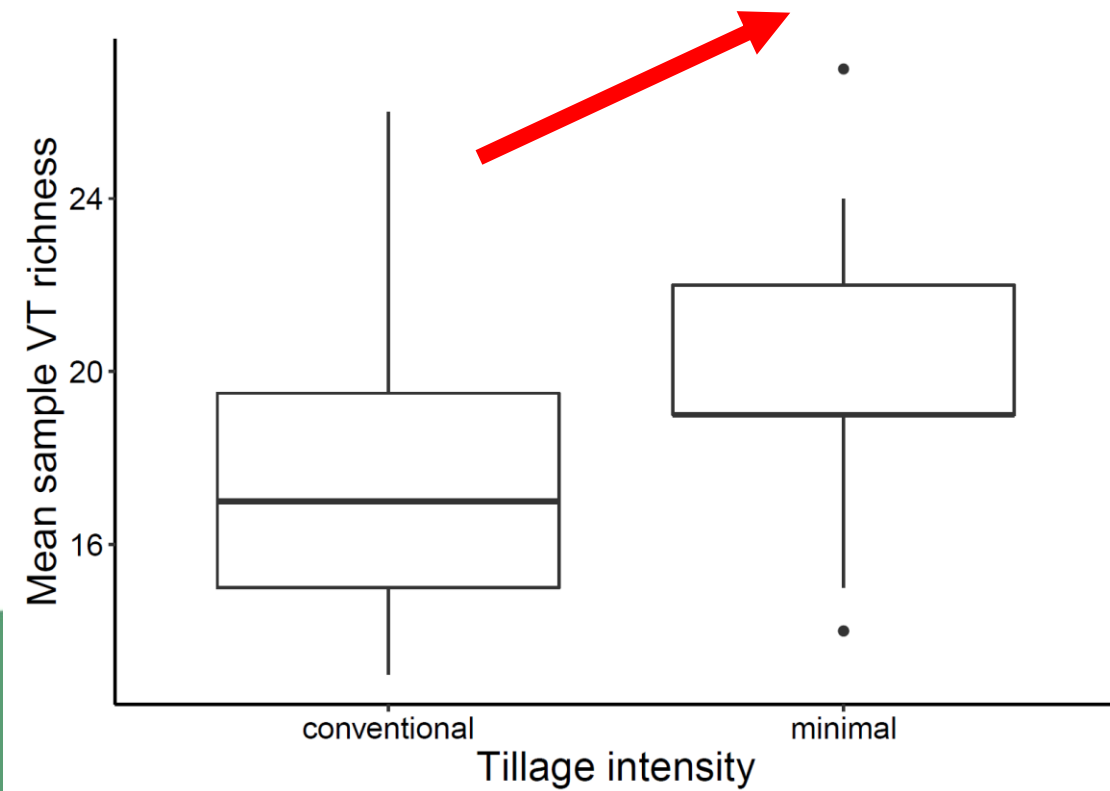 Mean sample VT richness
24
20
16
conventional
minimal
Tillage intensity